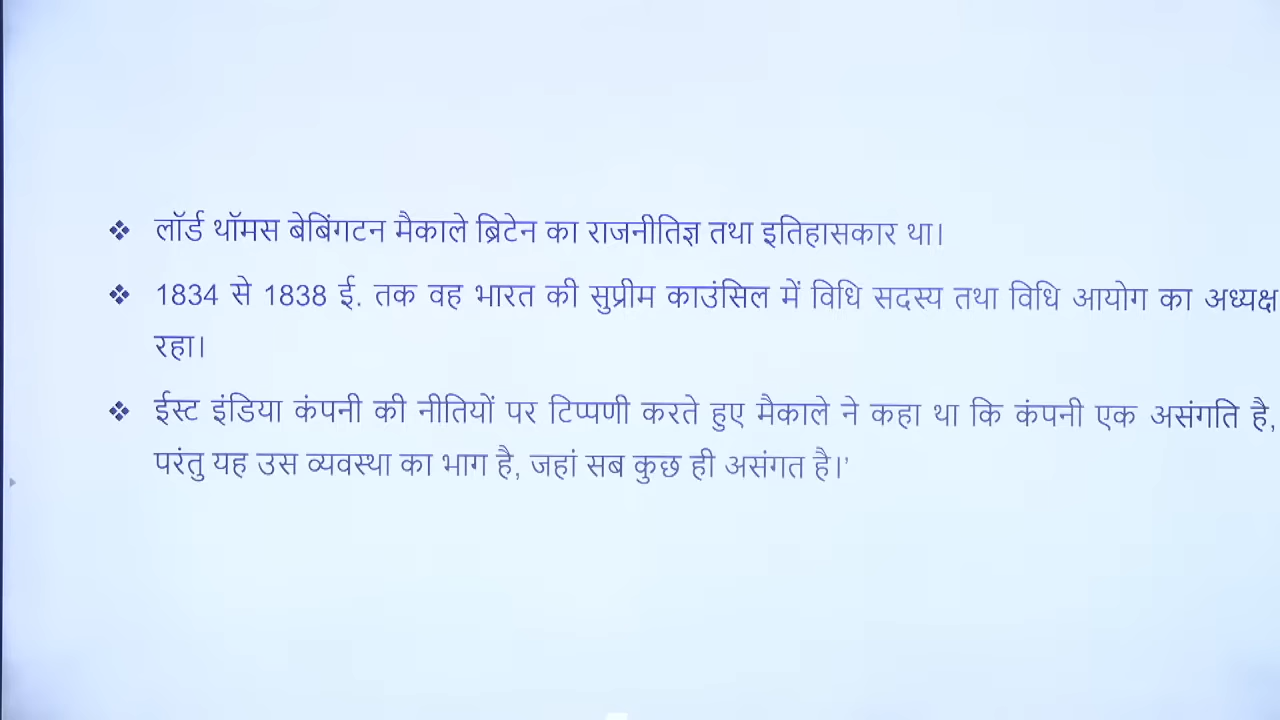 ❖ लॉर्ड थॉमस बेबिंगटन मैकाले ब्रिटेन का राजनीतिज्ञ तथा इतिहासकार था।
❖ 1834 से 1838 ई. तक वह भारत की सुप्रीम काउंसिल में विधि सदस्य तथा विधि आयोग का अध्यक्ष
रहा।
❖ ईस्ट इंडिया कंपनी की नीतियों पर टिप्पणी करते हुए मैकाले ने कहा था कि कंपनी एक असंगति है,
परंतु यह उस व्यवस्था का भाग है, जहां सब कुछ ही असंगत है।'